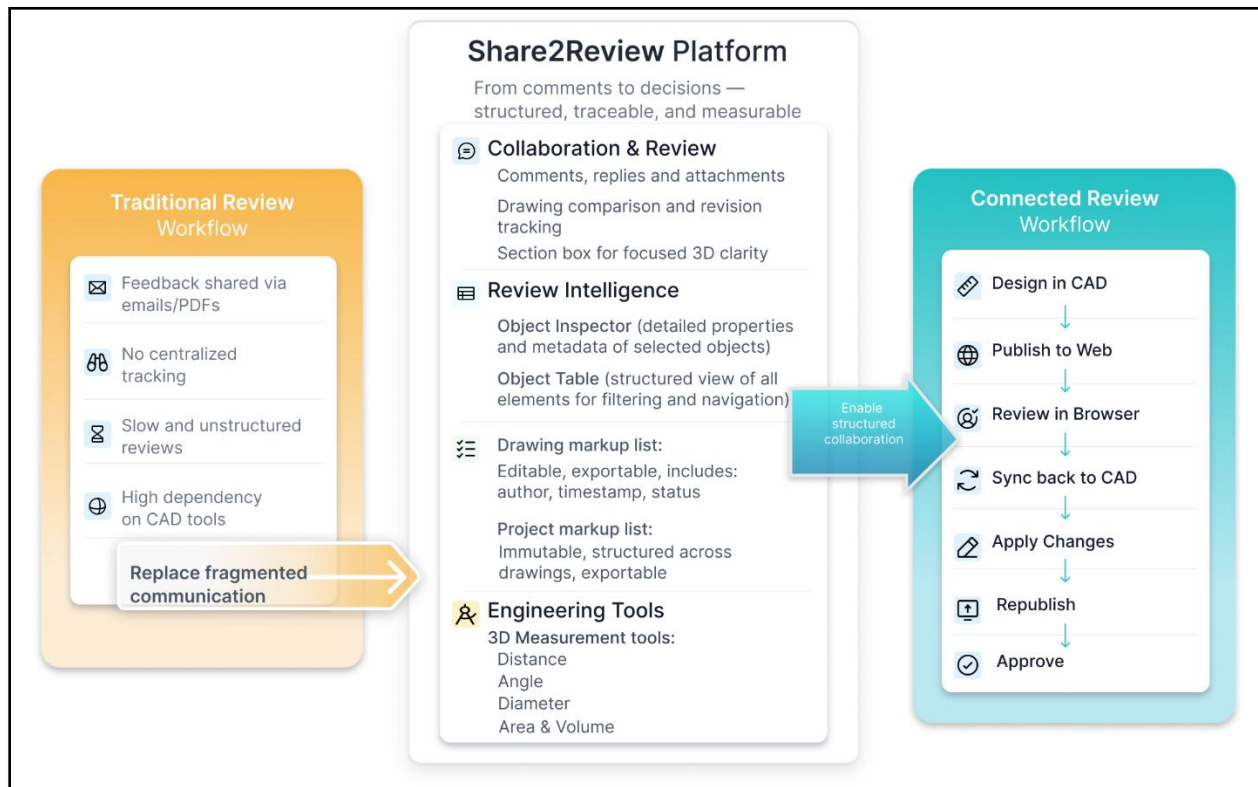 Share2Review Platform
From comments to decisions —
structured, traceable, and measurable
Traditional Review
Workflow
Feedback shared via
emails/PDFs
No centralized
tracking
Slow and unstructured
reviews
High dependency
on CAD tools
Replace fragmented
communication
Collaboration & Review
Comments, replies and attachments
Drawing comparison and revision
tracking
Section box for focused 3D clarity
Review Intelligence
Object Inspector (detailed properties
and metadata of selected objects)
Object Table (structured view of all
elements for filtering and navigation)
Drawing markup list:
Editable, exportable, includes:
author, timestamp, status
Project markup list:
Immutable, structured across
drawings, exportable
Engineering Tools
3D Measurement tools:
Distance
Angle
Diameter
Area & Volume
Enable
structured
collaboration
Connected Review
Workflow
Design in CAD
Publish to Web
Review in Browser
Sync back to CAD
Apply Changes
Republish
Approve